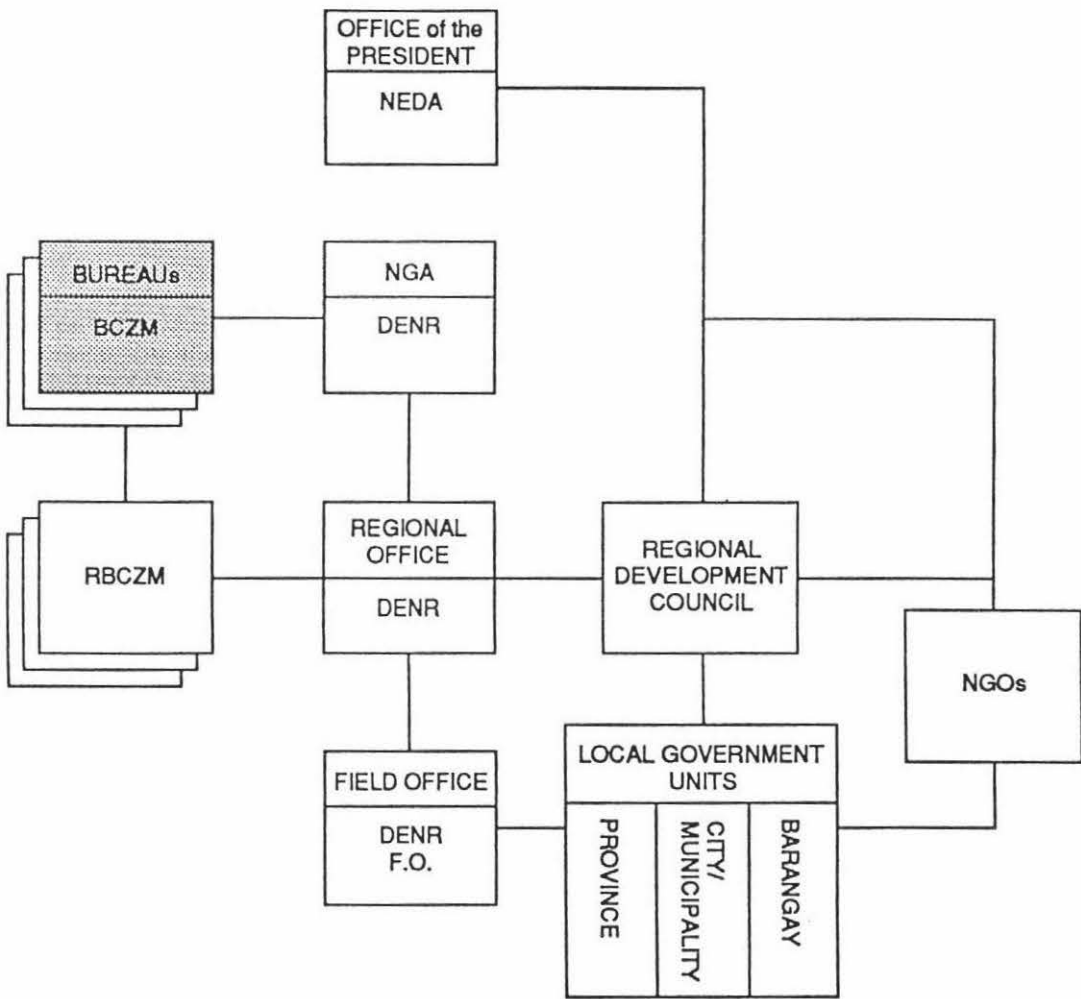 OFFICE of the
PRESIDENT
NEDA
BUREAUs
BCZM
NGA
DENR
RBCZM
REGIONAL
OFFICE
DENR
REGIONAL
DEVELOPMENT
COUNCIL
NGOs
FIELD OFFICE
DENR
F.O.
LOCAL GOVERNMENT
UNITS
PROVINCE
CITY/
MUNICIPALITY
BARANGAY